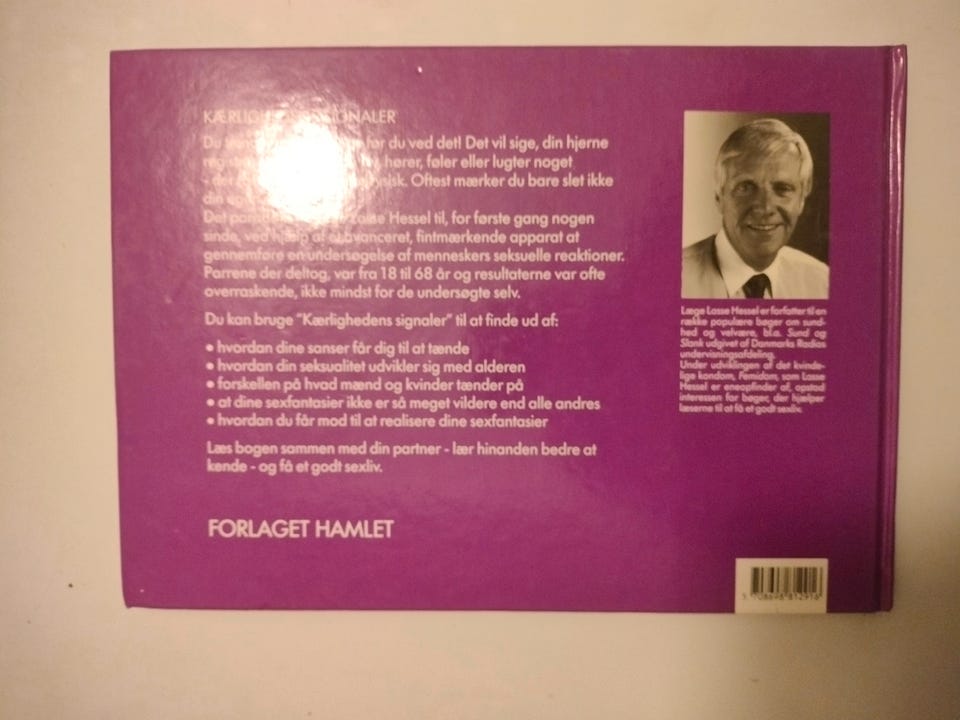 KÆRLIGHEDENS SIGNALER
Du før du ved det! Det vil sige, din hjerne
hører, føler eller lugter noget
Oftest mærker du bare slet ikke
din
Det Lasse Hessel til, for første gang nogen
sinde, ved hjælp af et avanceret, fintmærkende apparat at
gennemføre en undersøgelse af menneskers seksuelle reaktioner.
Parrene der deltog, var fra 18 til 68 år og resultaterne var ofte
overraskende, ikke mindst for de undersøgte selv.
Du kan bruge "Kærlighedens signaler" til at finde ud af:
• hvordan dine sanser får dig til at tænde
• hvordan din seksualitet udvikler sig med alderen
• forskellen på hvad mænd og kvinder tænder på
• at dine sexfantasier ikke er så meget vildere end alle andres
• hvordan du får mod til at realisere dine sexfantasier
Læs bogen sammen med din partner - lær hinanden bedre at
kende - og få et godt sexliv.
FORLAGET HAMLET
Læge Lasse Hessel er forfatter til en
række populære bøger om sund-
hed og velvære, bl.a. Sund og
Slank udgivet af Danmarks Radios
undervisningsafdeling.
Under udviklingen af det kvinde-
lige kondom, Femidom, som Lasse
Hessel er eneopfinder af, opstod
interessen for bøger, der hjælper
læserne til at få et godt sexliv.
5 708698 812916